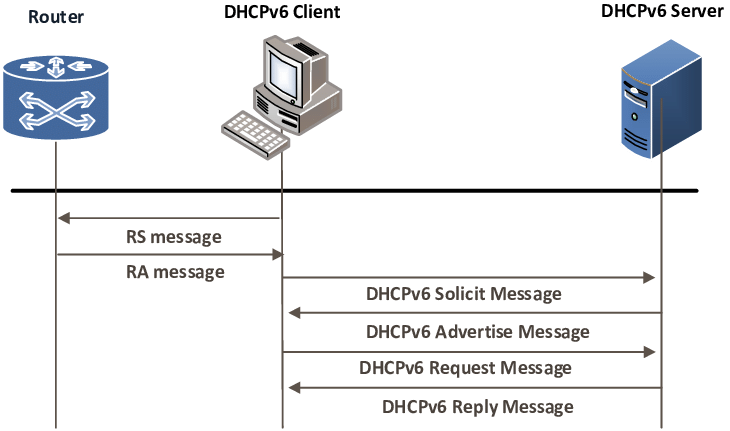 Router
DHCPv6 Client
DHCPv6 Server
RS message
RA message
DHCPv6 Solicit Message
DHCPv6 Advertise Message
DHCPv6 Request Message
DHCPv6 Reply Message